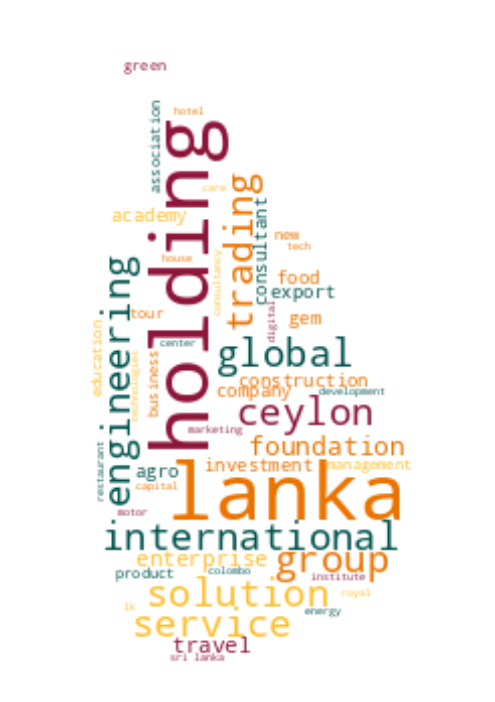 green
association
hotel
holding
care
trading
consultant
academy
new
tech
house
consultancy
engineering
food
export
tour
digital
gem
education
center
global
technologies
business
construction
company
development
ceylon
marketing
foundation
restaurant
agro
investment
management
capital
lanka
motor
international
enterprise
group
product
colombo
institute
solution
royal
lk
energy
service
travel
sri lanka